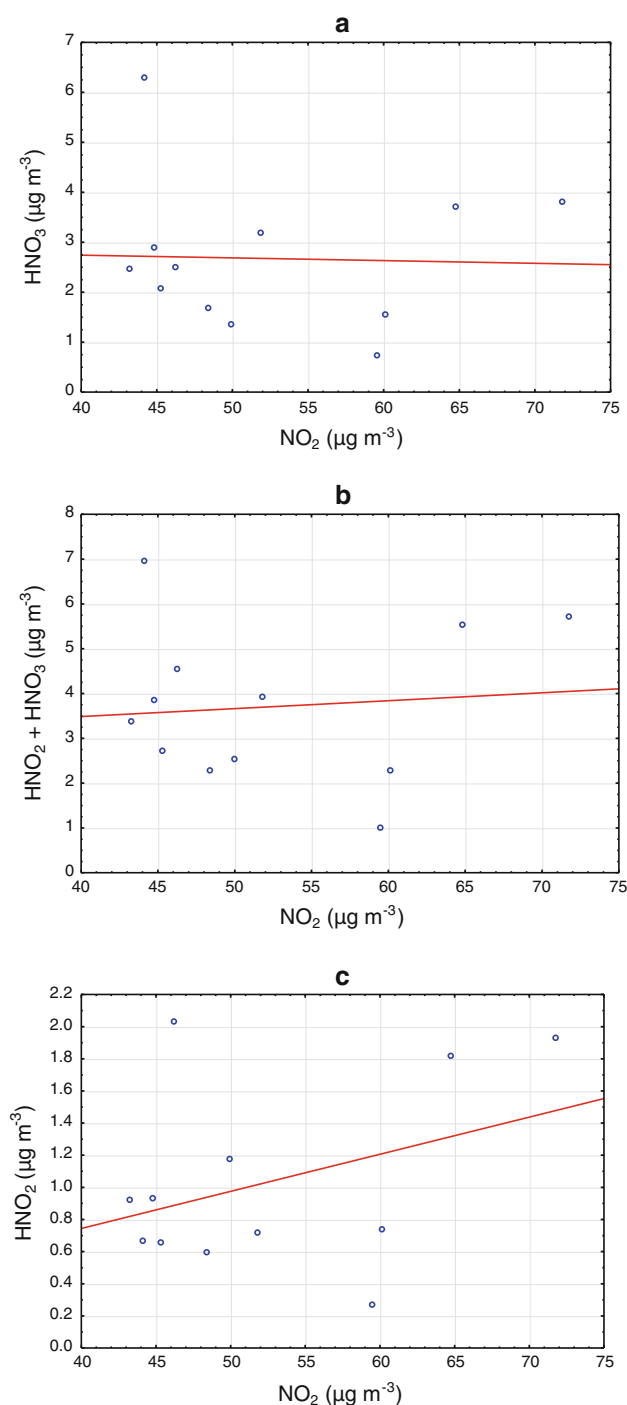 a
7
6
5
4
3
2
1
0
HNO₃ (µg m⁻³)
40 45 50 55 60 65 70 75
NO₂ (µg m⁻³)
b
8
7
6
5
4
3
2
1
0
HNO₂ + HNO₃ (µg m⁻³)
40 45 50 55 60 65 70 75
NO₂ (µg m⁻³)
c
2.2
2.0
1.8
1.6
1.4
1.2
1.0
0.8
0.6
0.4
0.2
0.0
HNO₂ (µg m⁻³)
40 45 50 55 60 65 70 75
NO₂ (µg m⁻³)